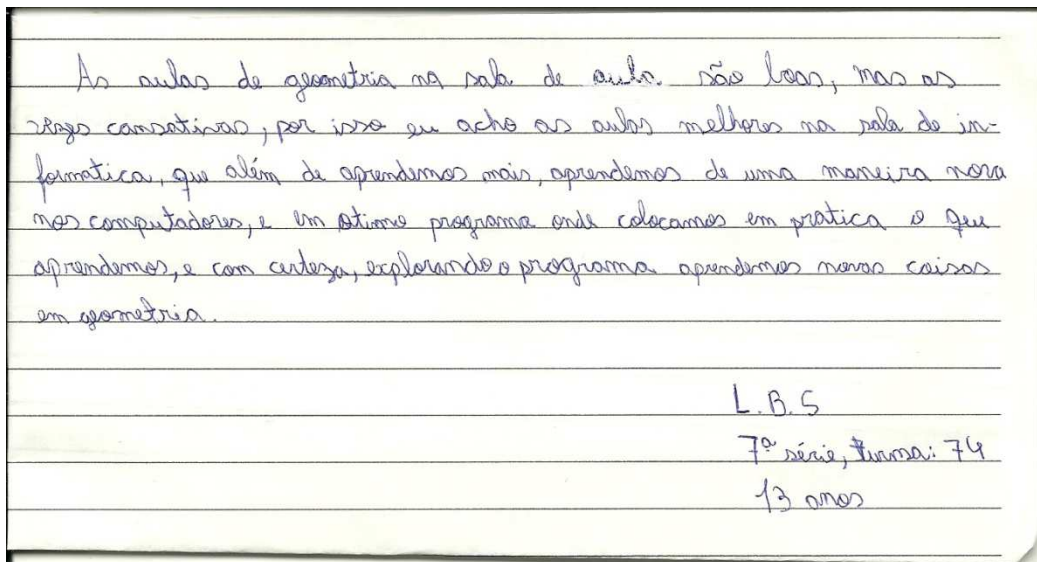 As aulas de geometria na sala de aula são boas, mas as
vezes cansativas, por isso eu acho as aulas melhores na sala de in-
formatica, que além de aprendemos mais, aprendemos de uma maneira nova
nos computadores, e um otimo programa onde colocamos em pratica o que
aprendemos, e com certeza, explorando o programa aprendemos novas coisas
em geometria.
L.B.S
7ª série, turma: 74
13 anos